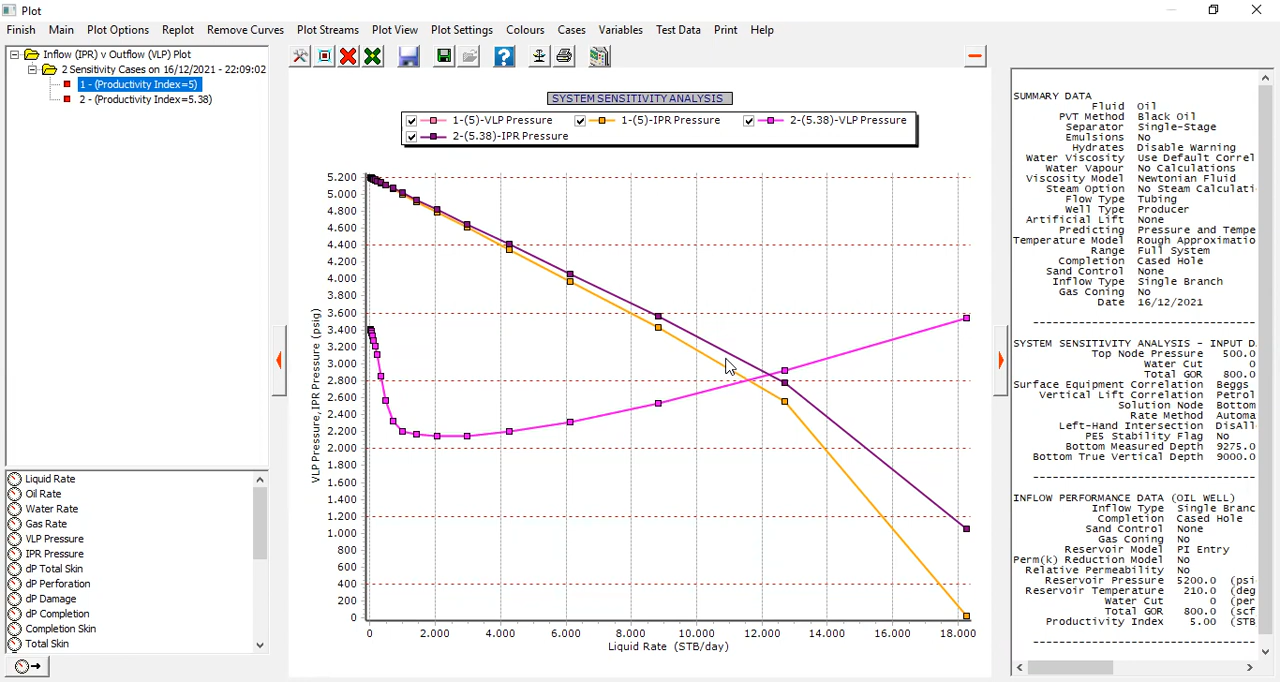 Plot
Finish Main Plot Options Replot Remove Curves Plot Streams Plot View Plot Settings Colours Cases Variables Test Data Print Help
Inflow (IPR) v Outflow (VLP) Plot
2 Sensitivity Cases on 16/12/2021 - 22:09:02
1 - (Productivity Index=5)
2 - (Productivity Index=5.38)
Liquid Rate
Oil Rate
Water Rate
Gas Rate
VLP Pressure
IPR Pressure
dP Total Skin
dP Perforation
dP Damage
dP Completion
Completion Skin
Total Skin
SYSTEM SENSITIVITY ANALYSIS
1-(5)-VLP Pressure 1-(5)-IPR Pressure 2-(5.38)-VLP Pressure
2-(5.38)-IPR Pressure
VLP Pressure,IPR Pressure (psig)
5.200
5.000
4.800
4.600
4.400
4.200
4.000
3.800
3.600
3.400
3.200
3.000
2.800
2.600
2.400
2.200
2.000
1.800
1.600
1.400
1.200
1.000
800
600
400
200
0
0 2.000 4.000 6.000 8.000 10.000 12.000 14.000 16.000 18.000
Liquid Rate (STB/day)
SUMMARY DATA
Fluid Oil
PVT Method Black Oil
Separator Single-Stage
Emulsions No
Hydrates Disable Warning
Water Viscosity Use Default Correl
Water Vapour No Calculations
Viscosity Model Newtonian Fluid
Steam Option No Steam Calculati
Flow Type Tubing
Well Type Producer
Artificial Lift None
Predicting Pressure and Tempe
Temperature Model Rough Approximatio
Range Full System
Completion Cased Hole
Sand Control None
Inflow Type Single Branch
Gas Coning No
Date 16/12/2021
SYSTEM SENSITIVITY ANALYSIS - INPUT D
Top Node Pressure 500.0
Water Cut 0
Total GOR 800.0
Surface Equipment Correlation Beggs
Vertical Lift Correlation Petrol
Solution Node Bottom
Rate Method Automa
Left-Hand Intersection DisAll
PES Stability Flag No
Bottom Measured Depth 9275.0
Bottom True Vertical Depth 9000.0
INFLOW PERFORMANCE DATA (OIL WELL)
Inflow Type Single Branc
Completion Cased Hole
Sand Control None
Gas Coning No
Reservoir Model PI Entry
Perm(k) Reduction Model No
Relative Permeability No
Reservoir Pressure 5200.0 (psi
Reservoir Temperature 210.0 (deg
Water Cut 0 (per
Total GOR 800.0 (scf
Productivity Index 5.00 (STB